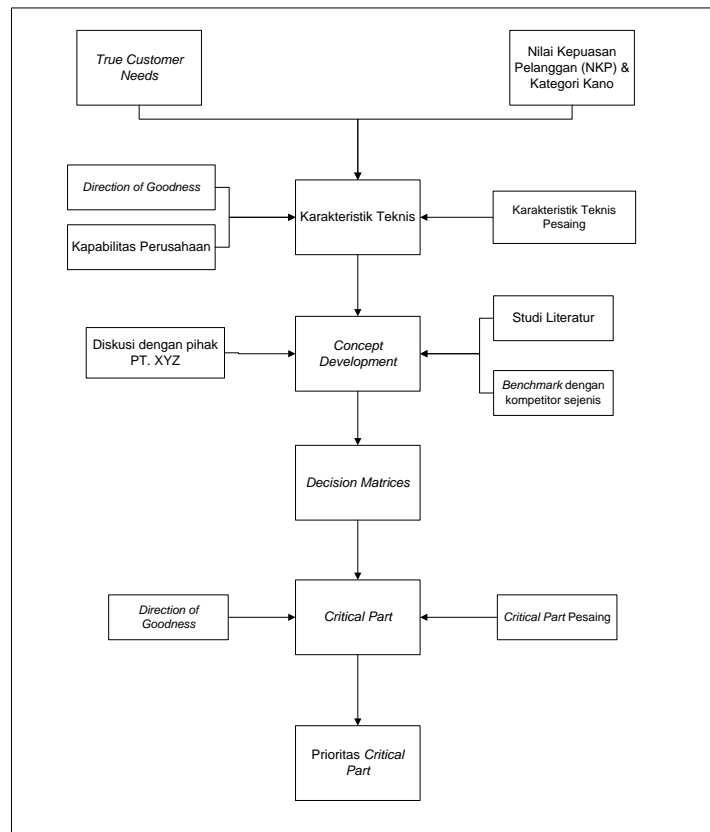 True Customer
Needs
Nilai Kepuasan
Pelanggan (NKP) &
Kategori Kano
Direction of Goodness
Kapabilitas Perusahaan
Karakteristik Teknis
Karakteristik Teknis
Pesaing
Diskusi dengan pihak
PT. XYZ
Concept
Development
Studi Literatur
Benchmark dengan
kompetitor sejenis
Decision Matrices
Direction of
Goodness
Critical Part
Critical Part Pesaing
Prioritas Critical
Part